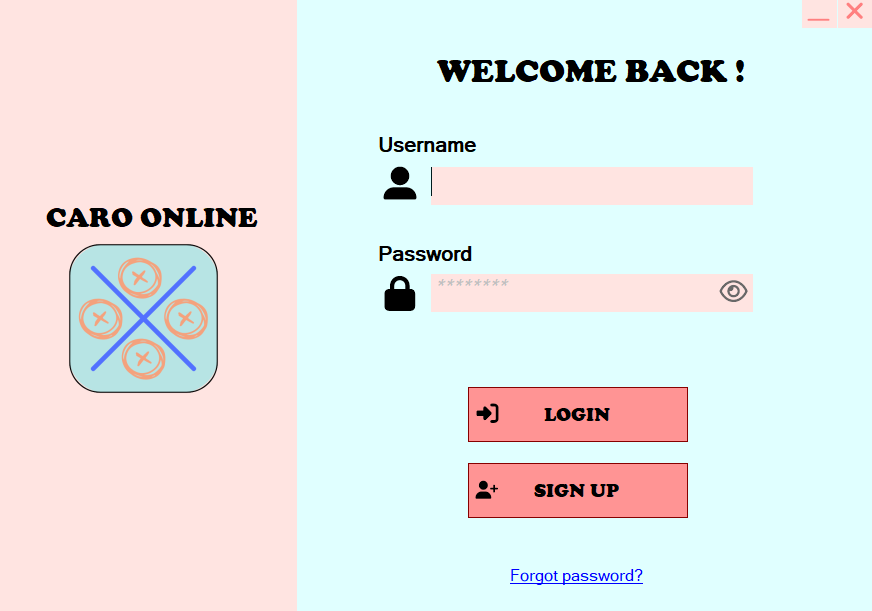 WELCOME BACK !
CARO ONLINE
Username
Password
********
LOGIN
SIGN UP
Forgot password?